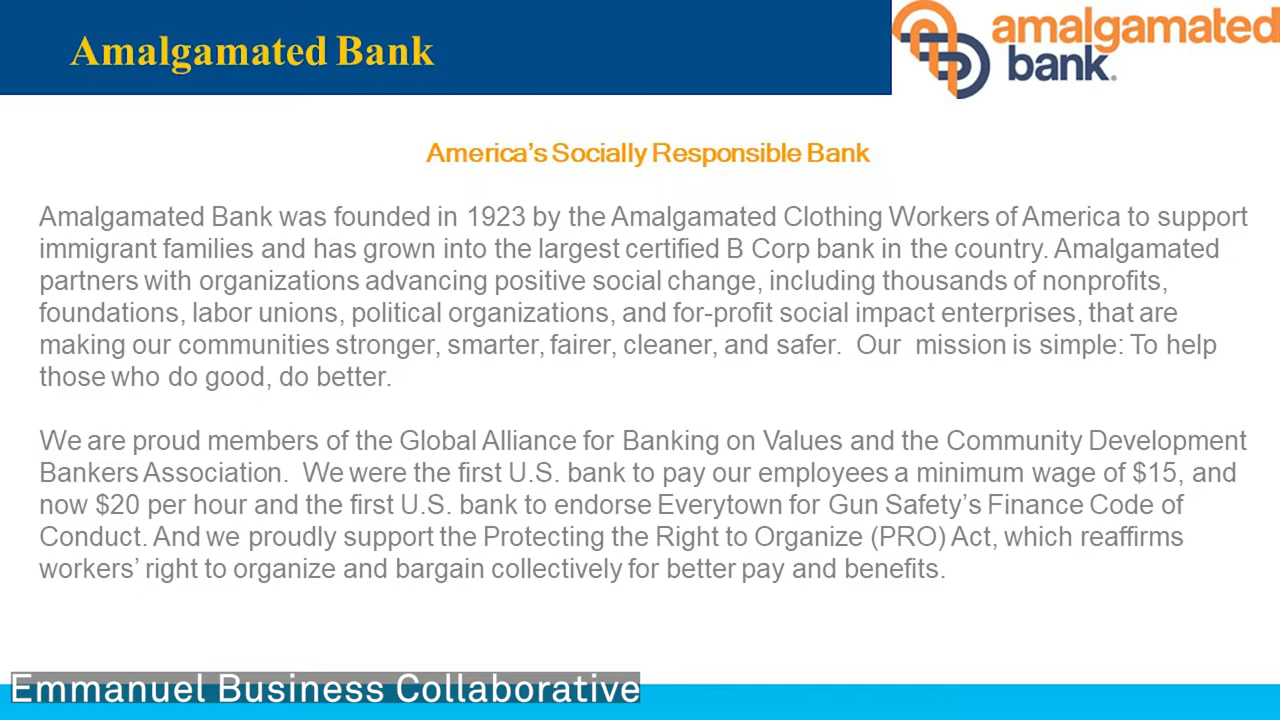 Amalgamated Bank
amalgamated
bank.
America's Socially Responsible Bank
Amalgamated Bank was founded in 1923 by the Amalgamated Clothing Workers of America to support
immigrant families and has grown into the largest certified B Corp bank in the country. Amalgamated
partners with organizations advancing positive social change, including thousands of nonprofits,
foundations, labor unions, political organizations, and for-profit social impact enterprises, that are
making our communities stronger, smarter, fairer, cleaner, and safer.  Our  mission is simple: To help
those who do good, do better.
We are proud members of the Global Alliance for Banking on Values and the Community Development
Bankers Association.  We were the first U.S. bank to pay our employees a minimum wage of $15, and
now $20 per hour and the first U.S. bank to endorse Everytown for Gun Safety's Finance Code of
Conduct. And we proudly support the Protecting the Right to Organize (PRO) Act, which reaffirms
workers' right to organize and bargain collectively for better pay and benefits.
Emmanuel Business Collaborative